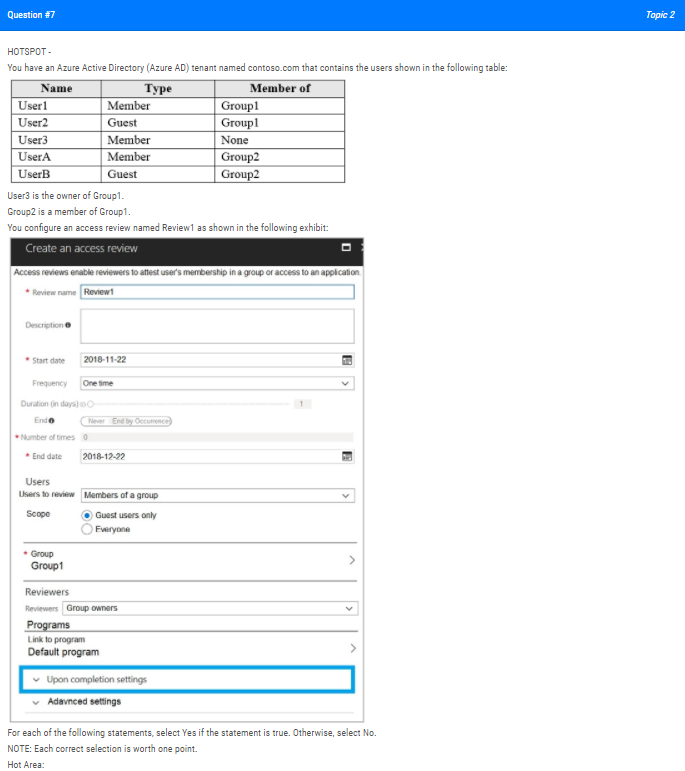 Question #7 Topic 2
HOTSPOT -
You have an Azure Active Directory (Azure AD) tenant named contoso.com that contains the users shown in the following table:
Name Type Member of
User1 Member Group1
User2 Guest Group1
User3 Member None
UserA Member Group2
UserB Guest Group2
User3 is the owner of Group1.
Group2 is a member of Group1.
You configure an access review named Review1 as shown in the following exhibit:
Create an access review
Access reviews enable reviewers to attest user's membership in a group or access to an application
* Review name Review1
Description
* Start date 2018-11-22
Frequency One time
Duration (in days) 1
End Never End by Occurrence
* Number of times 0
* End date 2018-12-22
Users
Users to review Members of a group
Scope Guest users only
Everyone
* Group
Group1
Reviewers
Reviewers Group owners
Programs
Link to program
Default program
Upon completion settings
Adavnced settings
For each of the following statements, select Yes if the statement is true. Otherwise, select No.
NOTE: Each correct selection is worth one point.
Hot Area: